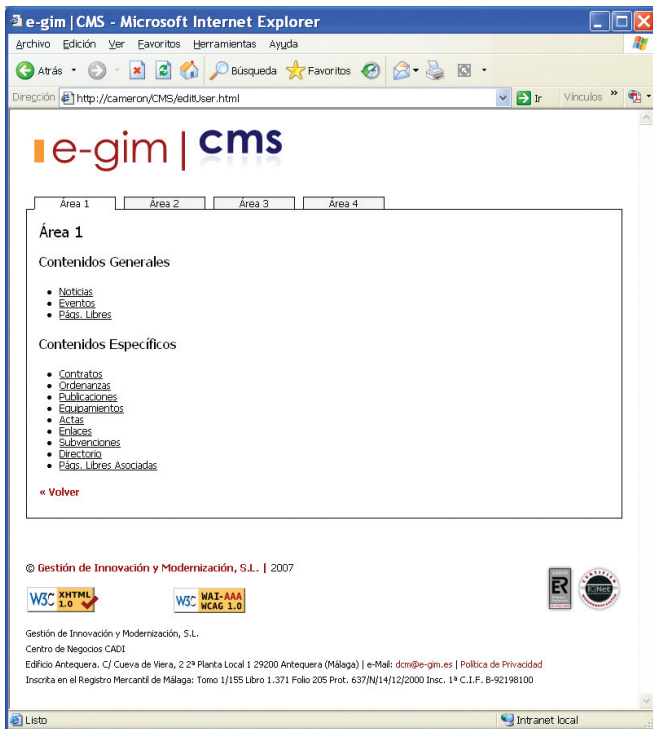 e-gim | CMS - Microsoft Internet Explorer
Archivo Edición Ver Favoritos Herramientas Ayuda
Atrás Búsqueda Favoritos
Dirección http://cameron/CMS/editUser.html Ir Vínculos »
e-gim | cms
Área 1 Área 2 Área 3 Área 4
Área 1
Contenidos Generales
Noticias
Eventos
Págs. Libres
Contenidos Específicos
Contratos
Ordenanzas
Publicaciones
Equipamientos
Actas
Enlaces
Subvenciones
Directorio
Págs. Libres Asociadas
« Volver
© Gestión de Innovación y Modernización, S.L. | 2007
W3C XHTML 1.0 W3C WAI-AAA WCAG 1.0
ER IQNet
Gestión de Innovación y Modernización, S.L.
Centro de Negocios CADI
Edificio Antequera. C/ Cueva de Viera, 2 2ª Planta Local 1 29200 Antequera (Málaga) | e-Mail: dcm@e-gim.es | Política de Privacidad
Inscrita en el Registro Mercantil de Málaga: Tomo 1/155 Libro 1.371 Folio 205 Prot. 637/N/14/12/2000 Insc. 1ª C.I.F. B-92198100
Listo Intranet local